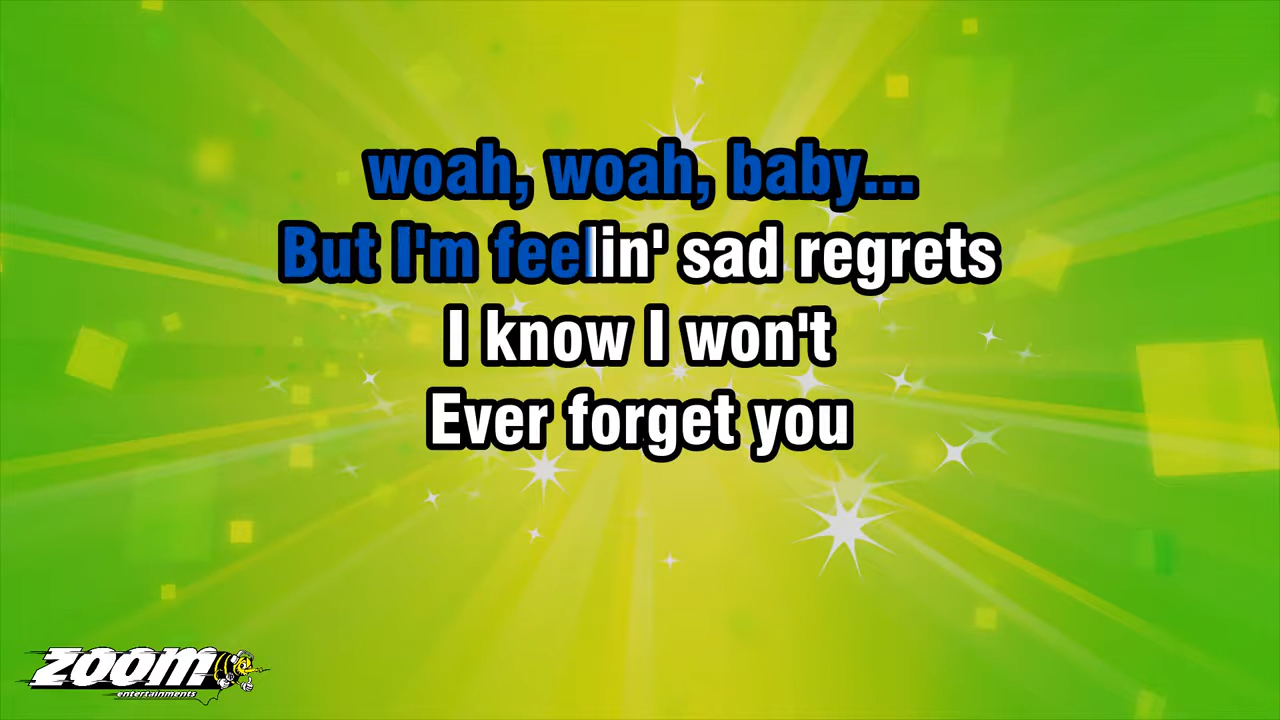 woah, woah, baby...
But I'm feelin' sad regrets
I know I won't
Ever forget you
ZOOM
entertainments